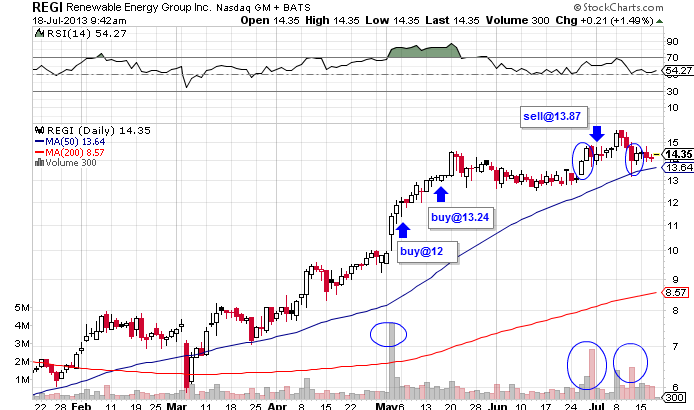 REGI Renewable Energy Group Inc. Nasdaq GM + BATS © StockCharts.com
18-Jul-2013 9:42am Open 14.35 High 14.35 Low 14.35 Last 14.35 Volume 300 Chg +0.21 (+1.49%)
RSI(14) 54.27
90
70
54.27
50
30
10
sell@13.87
REGI (Daily) 14.35
MA(50) 13.64
MA(200) 8.57
Volume 300
15
14.35
14
13.64
13
12
11
10
9
8.57
8
7
6
buy@13.24
buy@12
5M
4M
3M
2M
1M
300
22 28 Feb 11 19 25 Mar 11 18 25 Apr 8 15 22 May 6 13 20 28 Jun 10 17 24 Jul 8 15